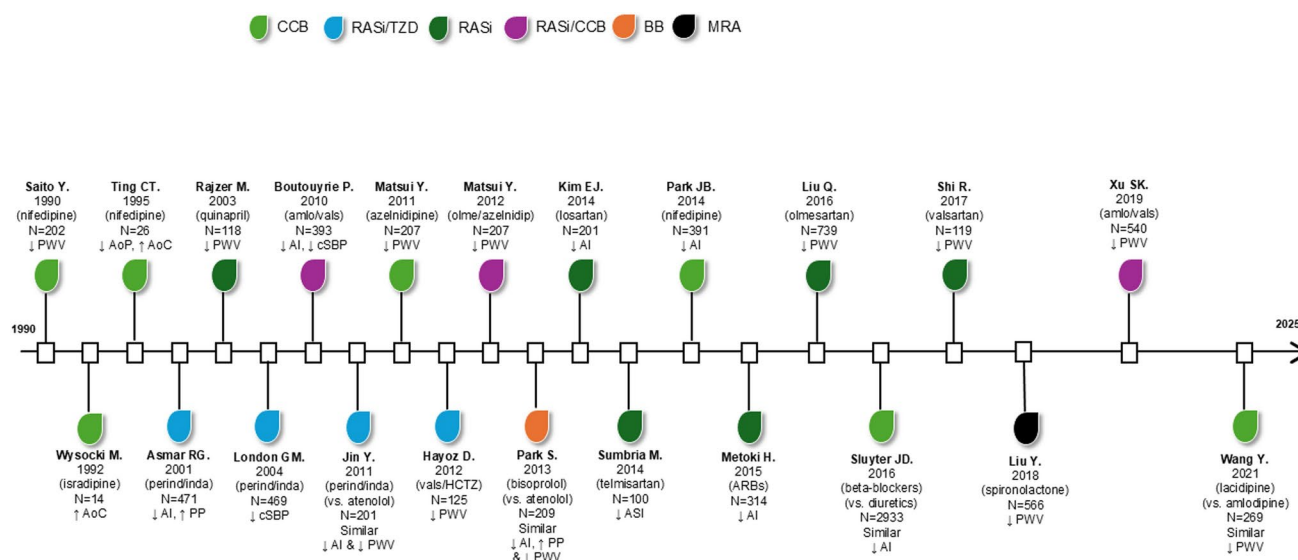 CCB RASi/TZD RASi RASi/CCB BB MRA
Saito Y.
1990
(nifedipine)
N=202
↓ PWV
Ting CT.
1995
(nifedipine)
N=26
↓ AoP, ↑ AoC
Rajzer M.
2003
(quinapril)
N=118
↓ PWV
Boutouyrie P.
2010
(amlo/vals)
N=393
↓ AI, ↓ cSBP
Matsui Y.
2011
(azelnidipine)
N=207
↓ PWV
Matsui Y.
2012
(olme/azelnidip)
N=207
↓ PWV
Kim EJ.
2014
(losartan)
N=201
↓ AI
Park JB.
2014
(nifedipine)
N=391
↓ AI
Liu Q.
2016
(olmesartan)
N=739
↓ PWV
Shi R.
2017
(valsartan)
N=119
↓ PWV
Xu SK.
2019
(amlo/vals)
N=540
↓ PWV
1990
2025
Wysocki M.
1992
(isradipine)
N=14
↑ AoC
Asmar RG.
2001
(perind/inda)
N=471
↓ AI, ↑ PP
London GM.
2004
(perind/inda)
N=469
↓ cSBP
Jin Y.
2011
(perind/inda)
(vs. atenolol)
N=201
Similar
↓ AI & ↓ PWV
Hayoz D.
2012
(vals/HCTZ)
N=125
↓ PWV
Park S.
2013
(bisoprolol)
(vs. atenolol)
N=209
Similar
↓ AI, ↑ PP
& ↓ PWV
Sumbria M.
2014
(telmisartan)
N=100
↓ ASI
Metoki H.
2015
(ARBs)
N=314
↓ AI
Sluyter JD.
2016
(beta-blockers)
(vs. diuretics)
N=2933
Similar
↓ AI
Liu Y.
2018
(spironolactone)
N=566
↓ PWV
Wang Y.
2021
(lacidipine)
(vs. amlodipine)
N=269
Similar
↓ PWV